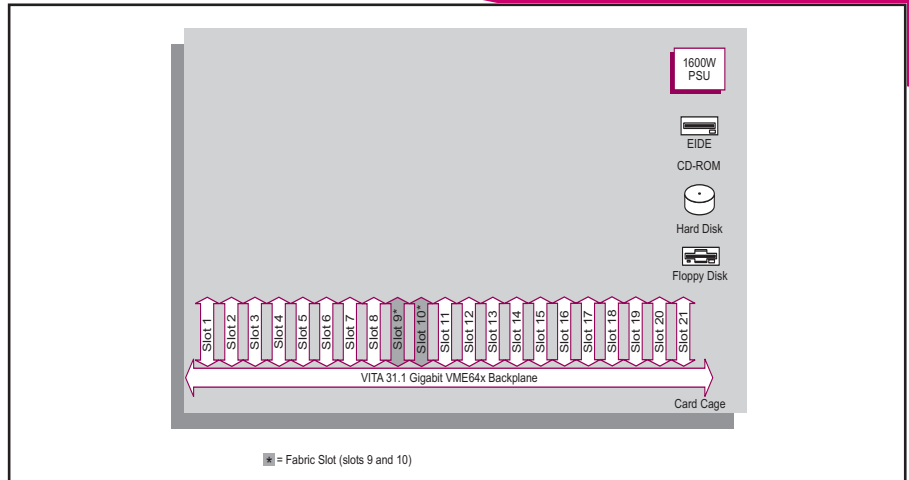 1600W
PSU
EIDE
CD-ROM
Hard Disk
Floppy Disk
Slot 1
Slot 2
Slot 3
Slot 4
Slot 5
Slot 6
Slot 7
Slot 8
Slot 9*
Slot 10*
Slot 11
Slot 12
Slot 13
Slot 14
Slot 15
Slot 16
Slot 17
Slot 18
Slot 19
Slot 20
Slot 21
VITA 31.1 Gigabit VME64x Backplane
Card Cage
* = Fabric Slot (slots 9 and 10)